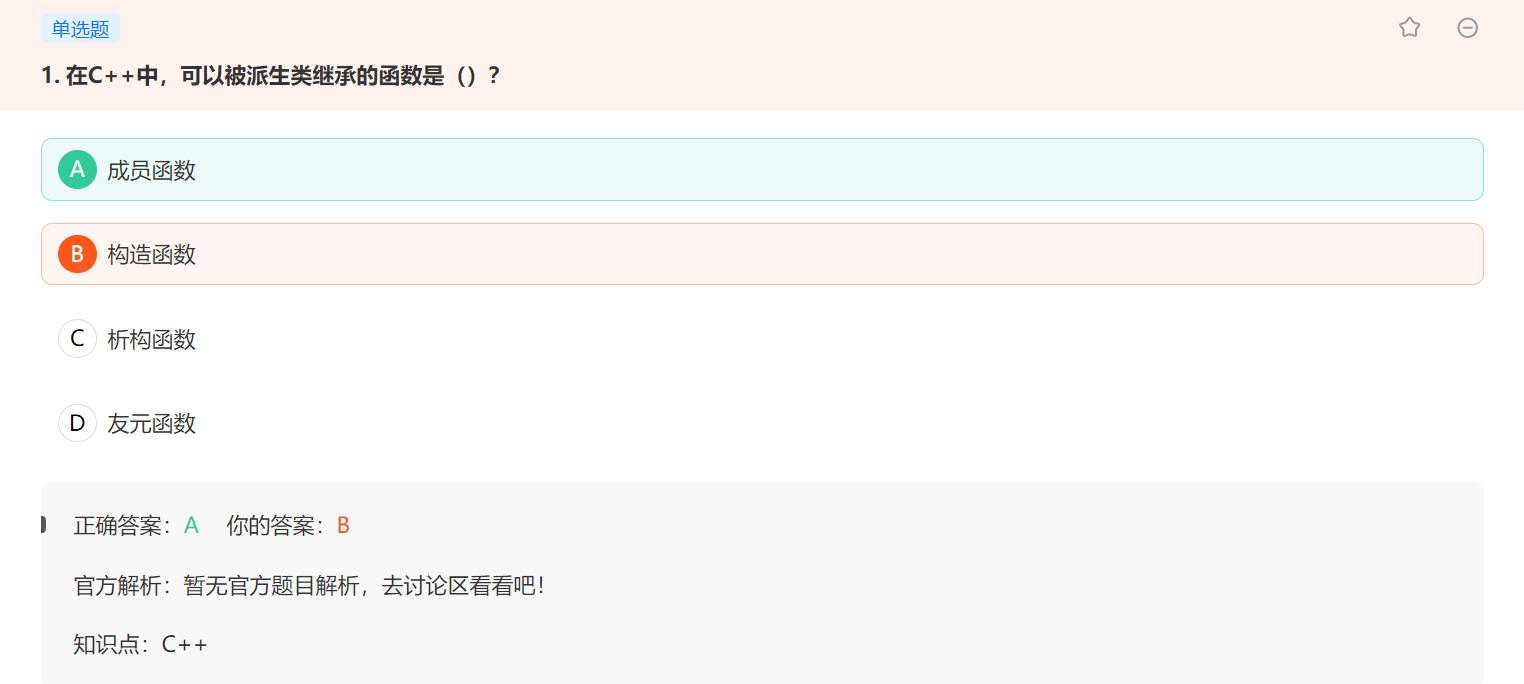 单选题
1. 在C++中，可以被派生类继承的函数是（）?
A 成员函数
B 构造函数
C 析构函数
D 友元函数
正确答案：A 你的答案：B
官方解析：暂无官方题目解析，去讨论区看看吧！
知识点：C++